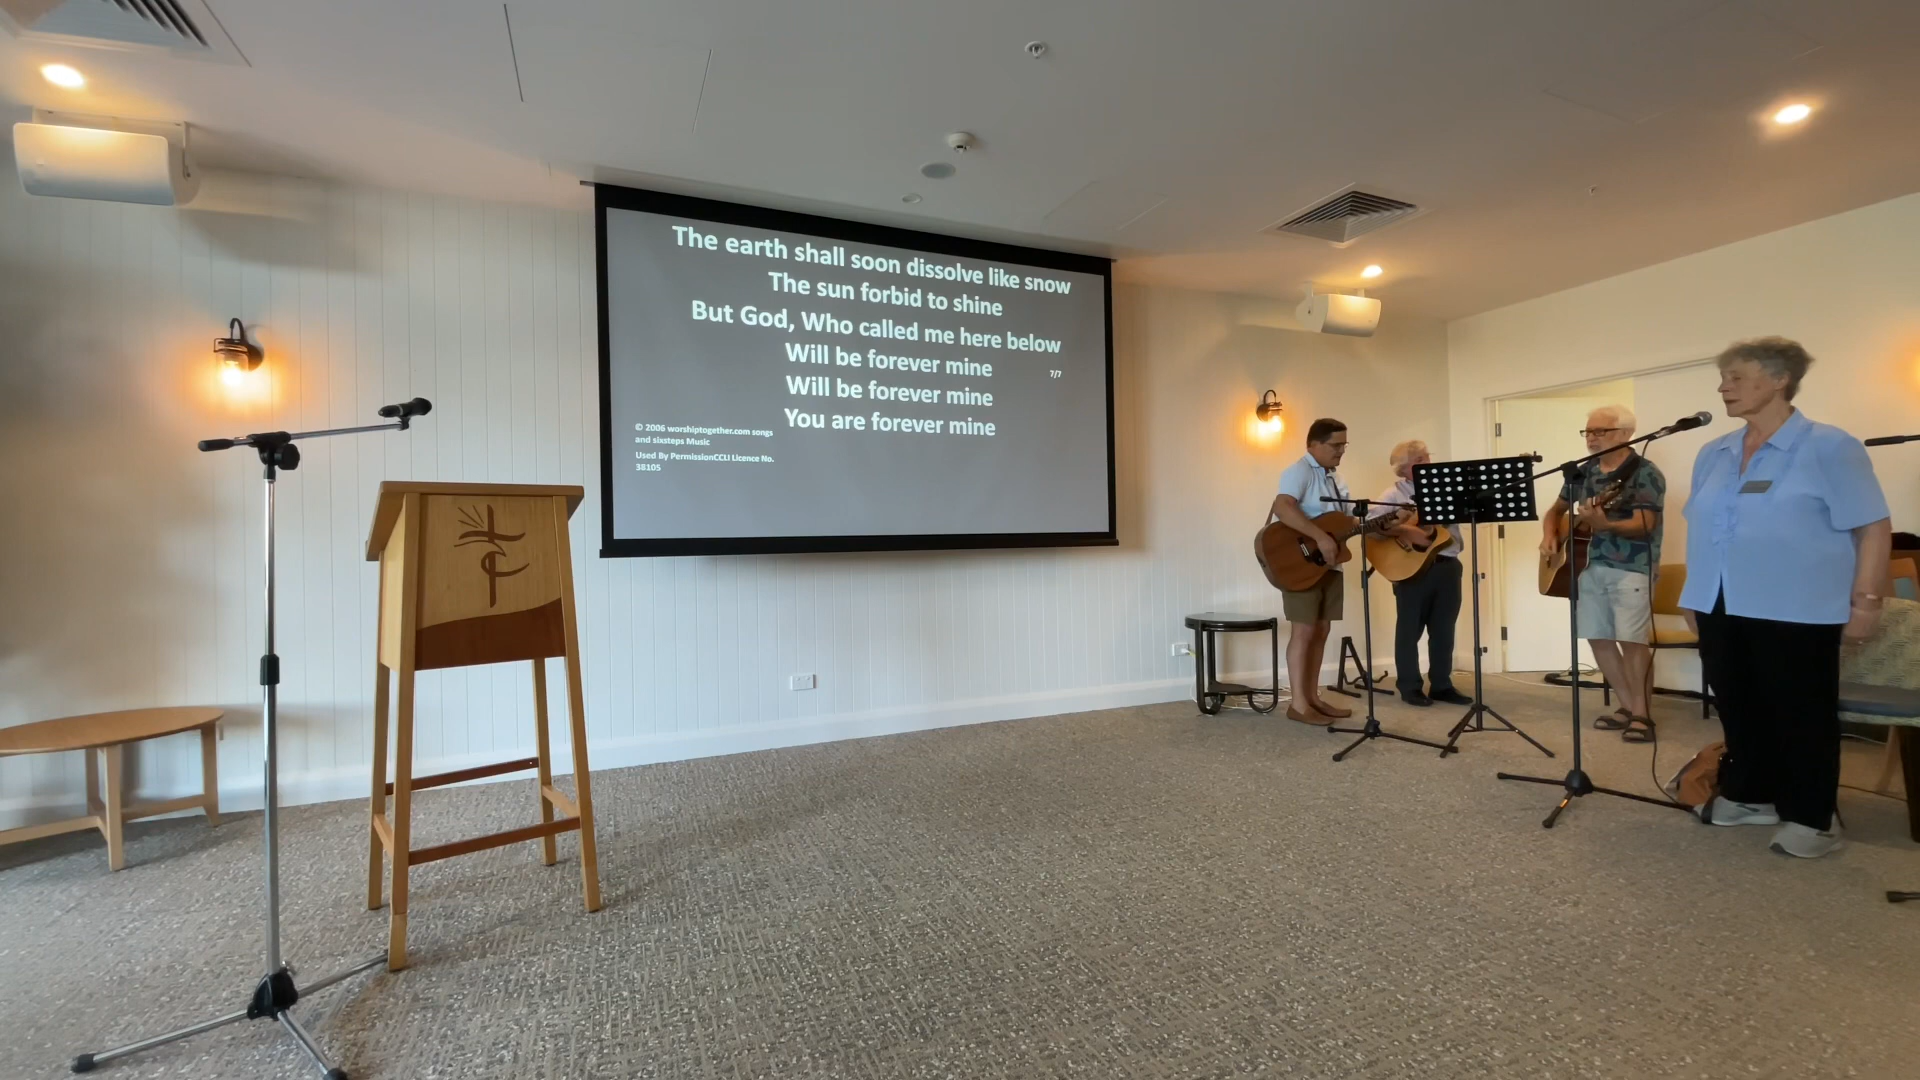 The earth shall soon dissolve like snow
The sun forbid to shine
But God, Who called me here below
Will be forever mine
7/7
Will be forever mine
You are forever mine
© 2006 worshiptogether.com songs
and sixsteps Music
Used By PermissionCCLI Licence No.
38105